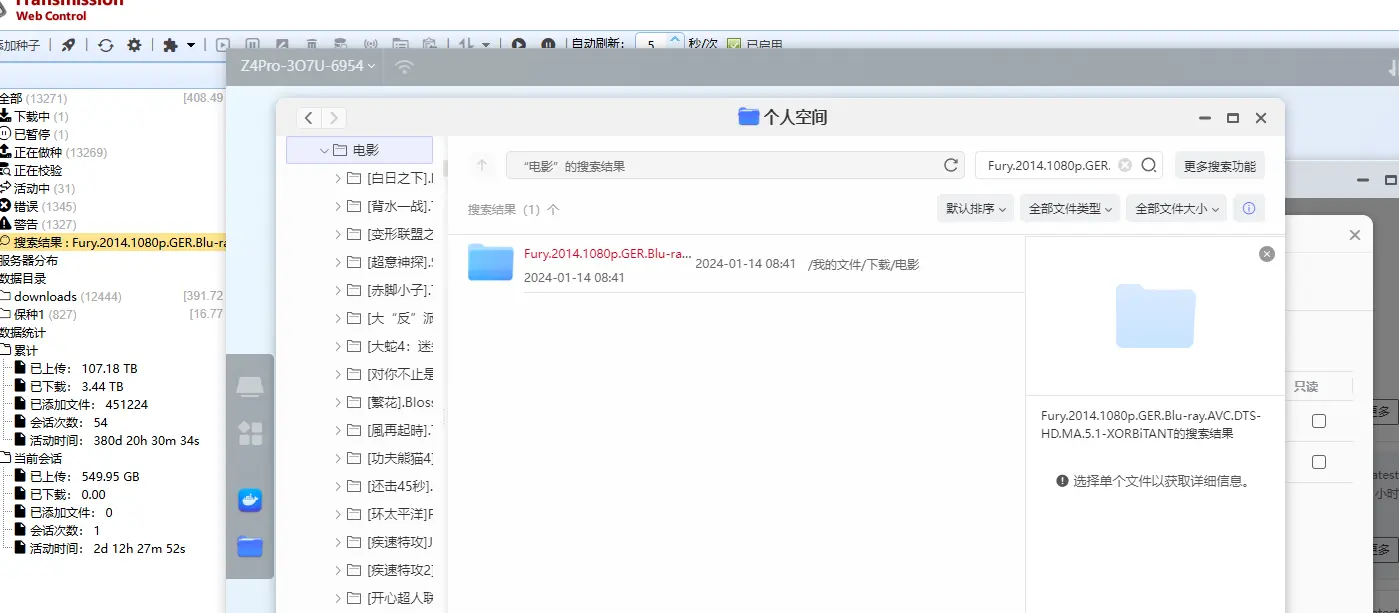 Transmission
Web Control
添加种子
自动刷新: 5 秒/次 已启用
Z4Pro-3O7U-6954
全部 (13271) [408.49
下载中 (1)
已暂停 (1)
正在做种 (13269)
正在校验
活动中 (31)
错误 (1345)
警告 (1327)
搜索结果 : Fury.2014.1080p.GER.Blu-ra
服务器分布
数据目录
downloads (12444) [391.72
保种1 (827) [16.77
数据统计
累计
已上传: 107.18 TB
已下载: 3.44 TB
已添加文件: 451224
会话次数: 54
活动时间: 380d 20h 30m 34s
当前会话
已上传: 549.95 GB
已下载: 0.00
已添加文件: 0
会话次数: 1
活动时间: 2d 12h 27m 52s
个人空间
电影
[白日之下].
[背水一战].
[变形联盟之
[超意神探].
[赤脚小子].
[大“反”派
[大蛇4：迷
[对你不止是
[繁花].Bloss
[風再起時].
[功夫熊猫4]
[还击45秒].
[环太平洋]F
[疾速特攻]J
[疾速特攻2]
[开心超人联
“电影”的搜索结果
Fury.2014.1080p.GER.
更多搜索功能
搜索结果 （1） 个
默认排序
全部文件类型
全部文件大小
Fury.2014.1080p.GER.Blu-ra... 2024-01-14 08:41 /我的文件/下载/电影
2024-01-14 08:41
Fury.2014.1080p.GER.Blu-ray.AVC.DTS-
HD.MA.5.1-XORBiTANT的搜索结果
选择单个文件以获取详细信息。
只读
更多
atest
小时
更多